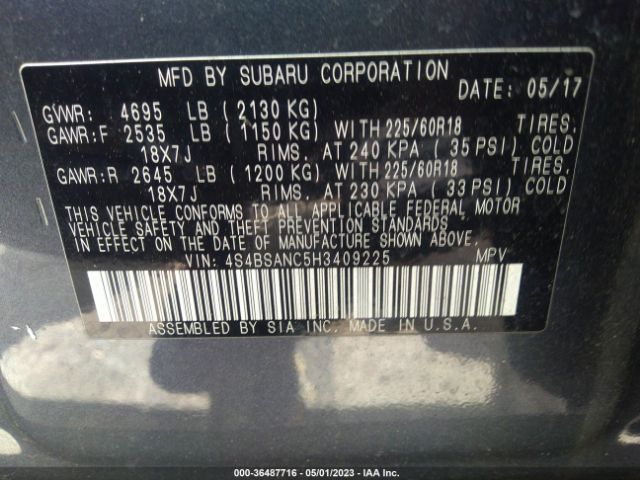 MFD BY SUBARU CORPORATION DATE: 05/17
GVWR: 4695 LB ( 2130 KG)
GAWR:F 2535 LB ( 1150 KG) WITH 225/60R18 TIRES.
18X7J RIMS. AT 240 KPA ( 35 PSI) COLD
GAWR:R 2645 LB ( 1200 KG) WITH 225/60R18 TIRES.
18X7J RIMS. AT 230 KPA ( 33 PSI) COLD
THIS VEHICLE CONFORMS TO ALL APPLICABLE FEDERAL MOTOR
VEHICLE SAFETY AND THEFT PREVENTION STANDARDS
IN EFFECT ON THE DATE OF MANUFACTURE SHOWN ABOVE.
VIN: 4S4BSANC5H3409225 MPV
ASSEMBLED BY SIA INC. MADE IN U.S.A.
000-36487716 - 05/01/2023 - IAA Inc.